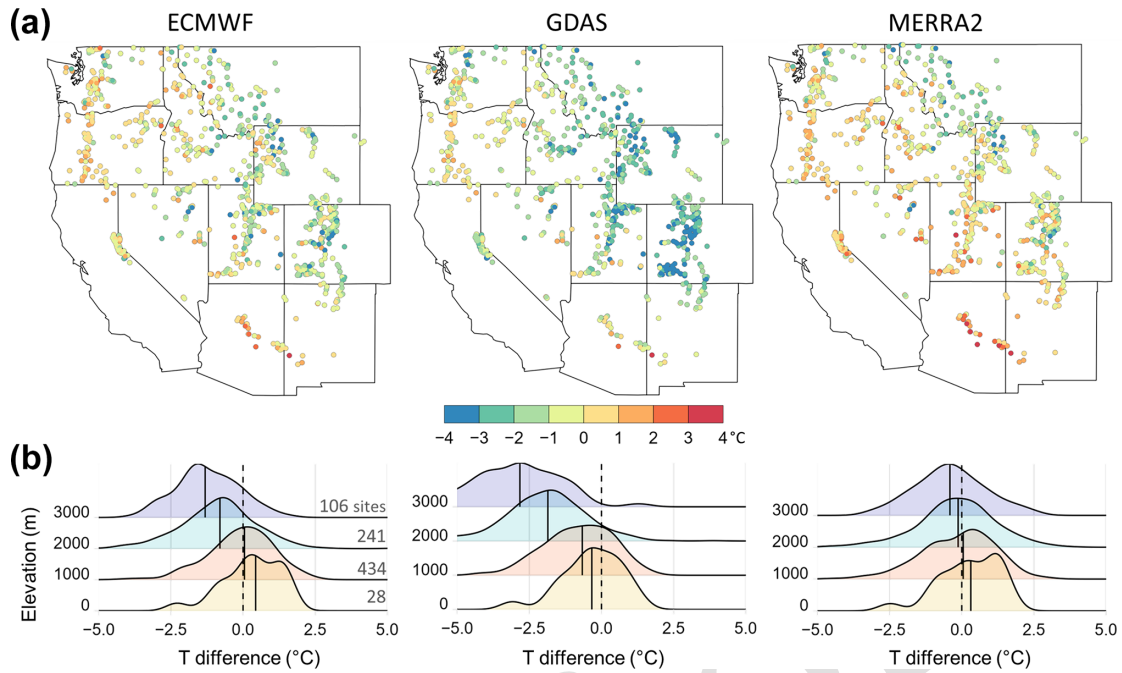 (a)
ECMWF GDAS MERRA2
−4 −3 −2 −1 0 1 2 3 4 °C
(b)
Elevation (m)
3000 106 sites 3000 3000
2000 241 2000 2000
1000 434 1000 1000
0 28 0 0
−5.0 −2.5 0.0 2.5 5.0 −5.0 −2.5 0.0 2.5 5.0 −5.0 −2.5 0.0 2.5 5.0
T difference (°C) T difference (°C) T difference (°C)